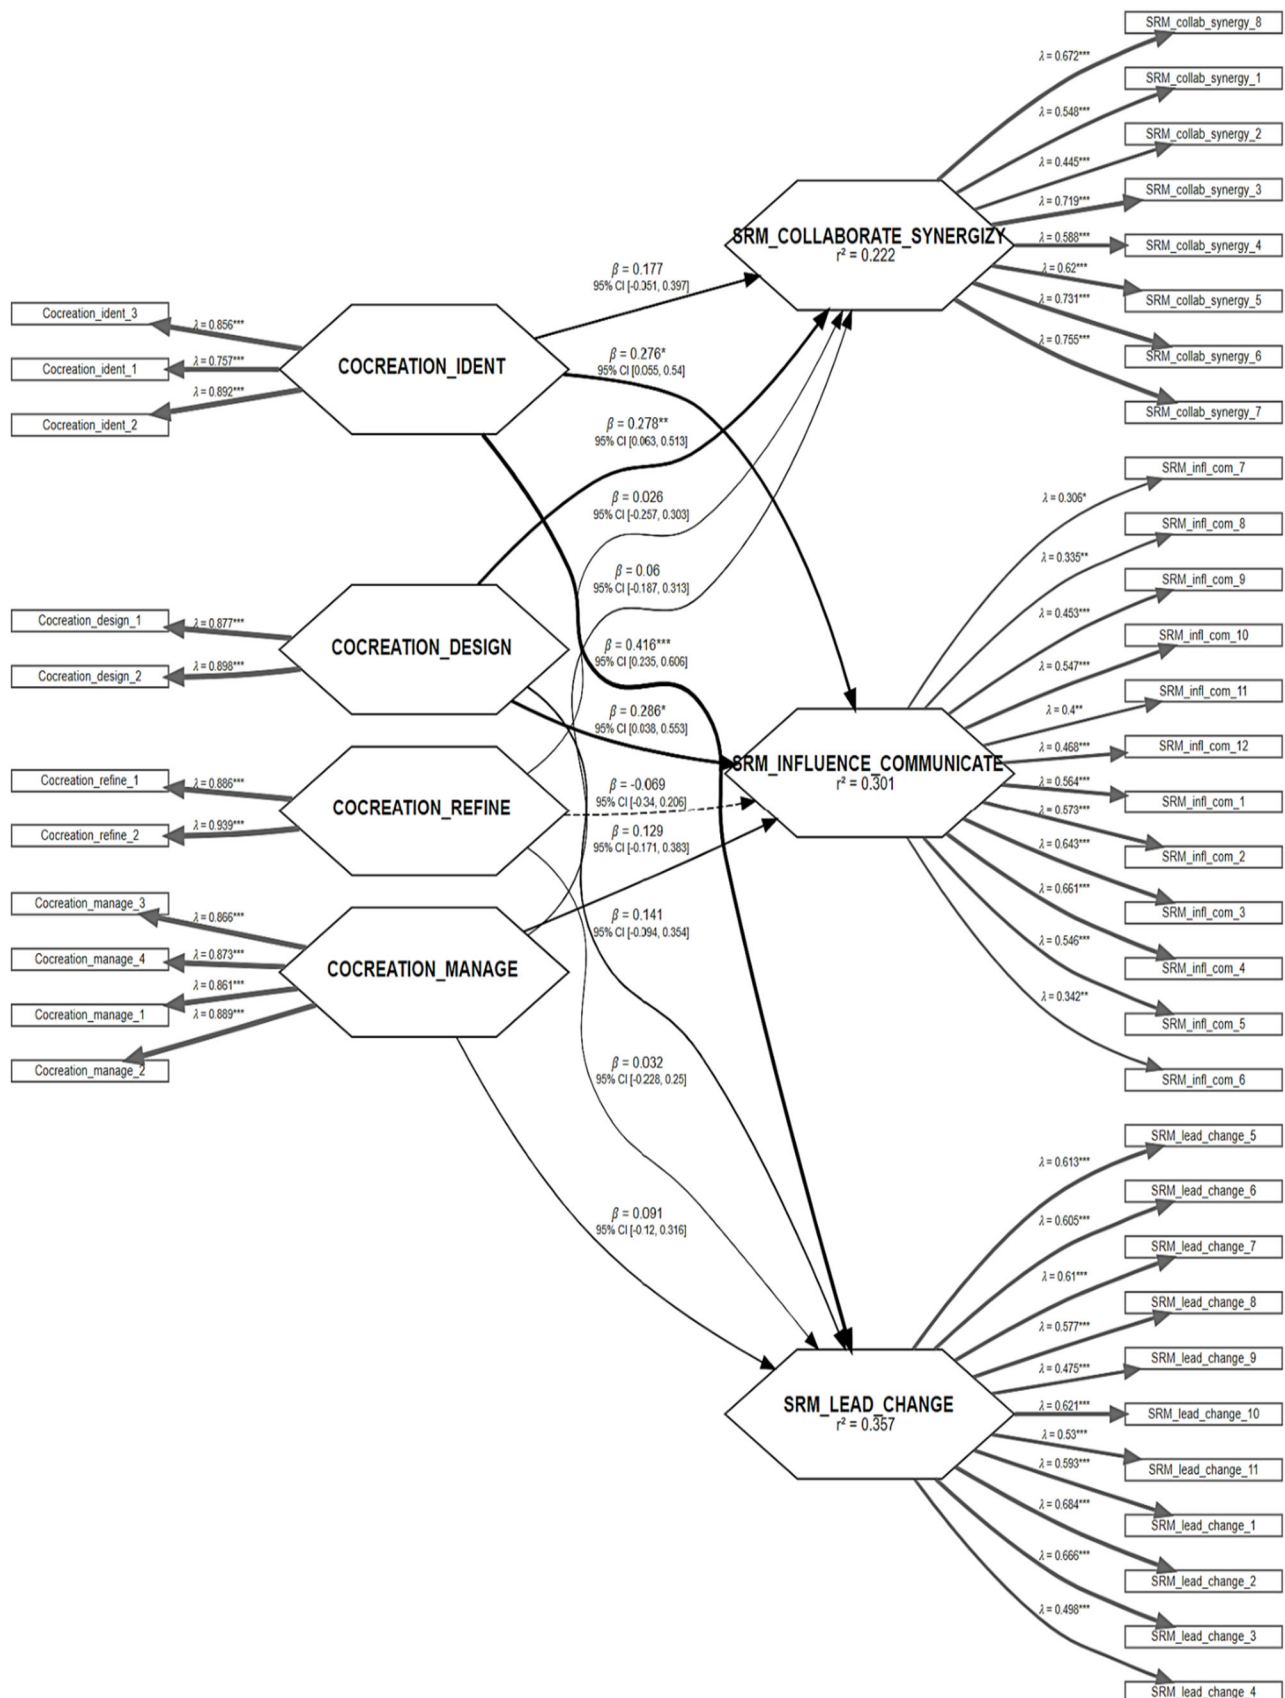 Cocreation_ident_3
Cocreation_ident_1
Cocreation_ident_2
λ = 0.856***
λ = 0.757***
λ = 0.892***
COCREATION_IDENT
Cocreation_design_1
Cocreation_design_2
λ = 0.877***
λ = 0.898***
COCREATION_DESIGN
Cocreation_refine_1
Cocreation_refine_2
λ = 0.886***
λ = 0.939***
COCREATION_REFINE
Cocreation_manage_3
Cocreation_manage_4
Cocreation_manage_1
Cocreation_manage_2
λ = 0.866***
λ = 0.873***
λ = 0.861***
λ = 0.889***
COCREATION_MANAGE
β = 0.177
95% CI [-0.051, 0.397]
β = 0.276*
95% CI [0.055, 0.54]
β = 0.278**
95% CI [0.063, 0.513]
β = 0.026
95% CI [-0.257, 0.303]
β = 0.06
95% CI [-0.187, 0.313]
β = 0.416***
95% CI [0.235, 0.606]
β = 0.286*
95% CI [0.038, 0.553]
β = -0.069
95% CI [-0.34, 0.206]
β = 0.129
95% CI [-0.171, 0.383]
β = 0.141
95% CI [-0.094, 0.354]
β = 0.032
95% CI [-0.228, 0.25]
β = 0.091
95% CI [-0.12, 0.316]
SRM_COLLABORATE_SYNERGIZY
r² = 0.222
λ = 0.672***
λ = 0.548***
λ = 0.445***
λ = 0.719***
λ = 0.588***
λ = 0.62***
λ = 0.731***
λ = 0.755***
SRM_collab_synergy_8
SRM_collab_synergy_1
SRM_collab_synergy_2
SRM_collab_synergy_3
SRM_collab_synergy_4
SRM_collab_synergy_5
SRM_collab_synergy_6
SRM_collab_synergy_7
SRM_INFLUENCE_COMMUNICATE
r² = 0.301
λ = 0.306*
λ = 0.335**
λ = 0.453***
λ = 0.547***
λ = 0.4**
λ = 0.468***
λ = 0.564***
λ = 0.573***
λ = 0.643***
λ = 0.661***
λ = 0.546***
λ = 0.342**
SRM_infl_com_7
SRM_infl_com_8
SRM_infl_com_9
SRM_infl_com_10
SRM_infl_com_11
SRM_infl_com_12
SRM_infl_com_1
SRM_infl_com_2
SRM_infl_com_3
SRM_infl_com_4
SRM_infl_com_5
SRM_infl_com_6
SRM_LEAD_CHANGE
r² = 0.357
λ = 0.613***
λ = 0.605***
λ = 0.61***
λ = 0.577***
λ = 0.475***
λ = 0.621***
λ = 0.53***
λ = 0.593***
λ = 0.684***
λ = 0.666***
λ = 0.498***
SRM_lead_change_5
SRM_lead_change_6
SRM_lead_change_7
SRM_lead_change_8
SRM_lead_change_9
SRM_lead_change_10
SRM_lead_change_11
SRM_lead_change_1
SRM_lead_change_2
SRM_lead_change_3
SRM_lead_change_4